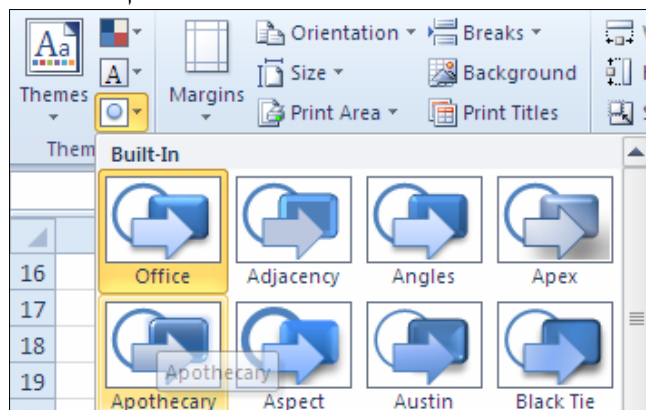 Aa
Orientation
Breaks
A
Size
Background
Themes
Margins
Print Area
Print Titles
Them
Built-In
Office
Adjacency
Angles
Apex
16
17
18
19
Apothecary
Apothecary
Aspect
Austin
Black Tie